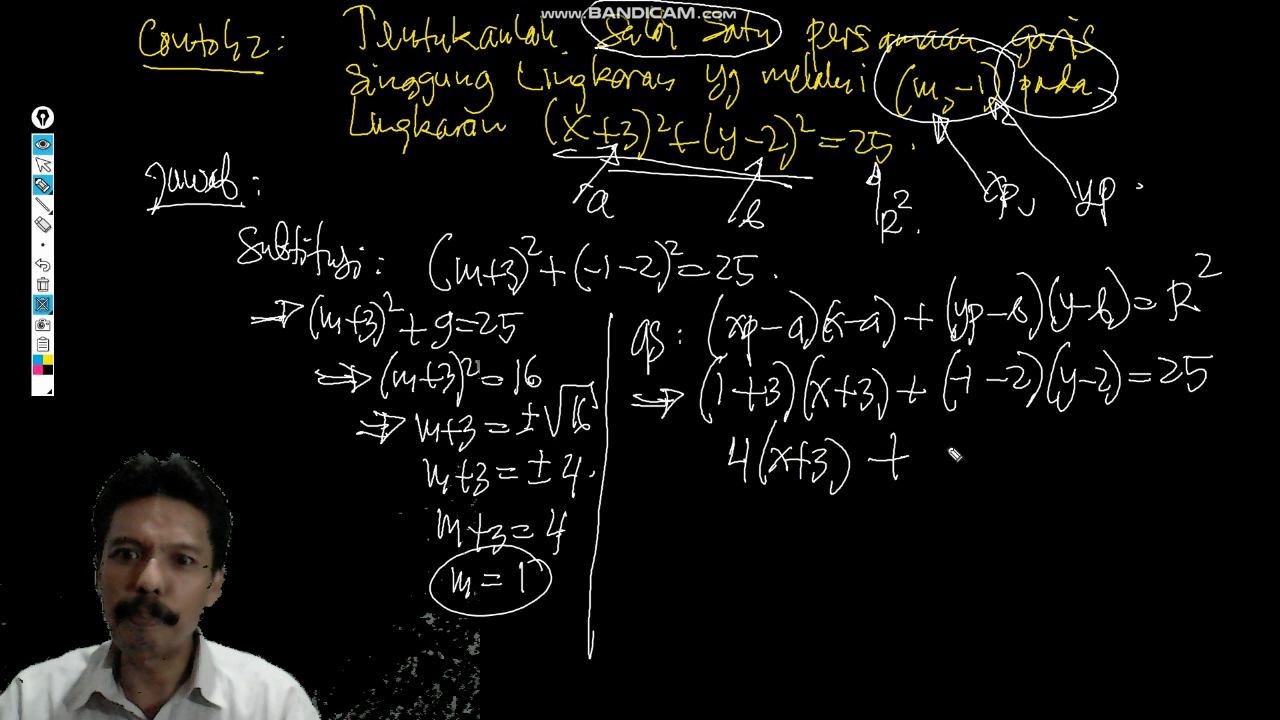 www.BANDICAM.com
Contoh 2: Tentukanlah salah satu persamaan garis
singgung lingkaran yg melalui (m, -1) pada
Lingkaran (x+3)² + (y-2)² = 25.
a b R² xp, yp.
Jawab:
Substitusi: (m+3)² + (-1-2)² = 25.
⇒ (m+3)² + 9 = 25
⇒ (m+3)² = 16
⇒ m+3 = ±√16
m+3 = ±4.
m+3 = 4
m = 1
gs: (xp-a)(x-a) + (yp-b)(y-b) = R²
⇒ (1+3)(x+3) + (-1-2)(y-2) = 25
4(x+3) +